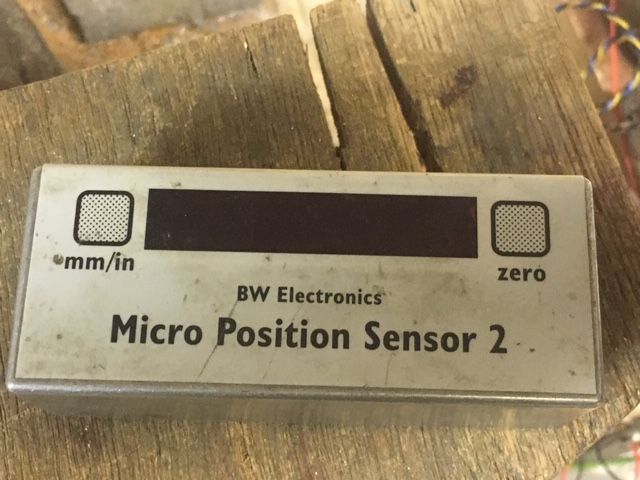 mm/in
zero
BW Electronics
Micro Position Sensor 2